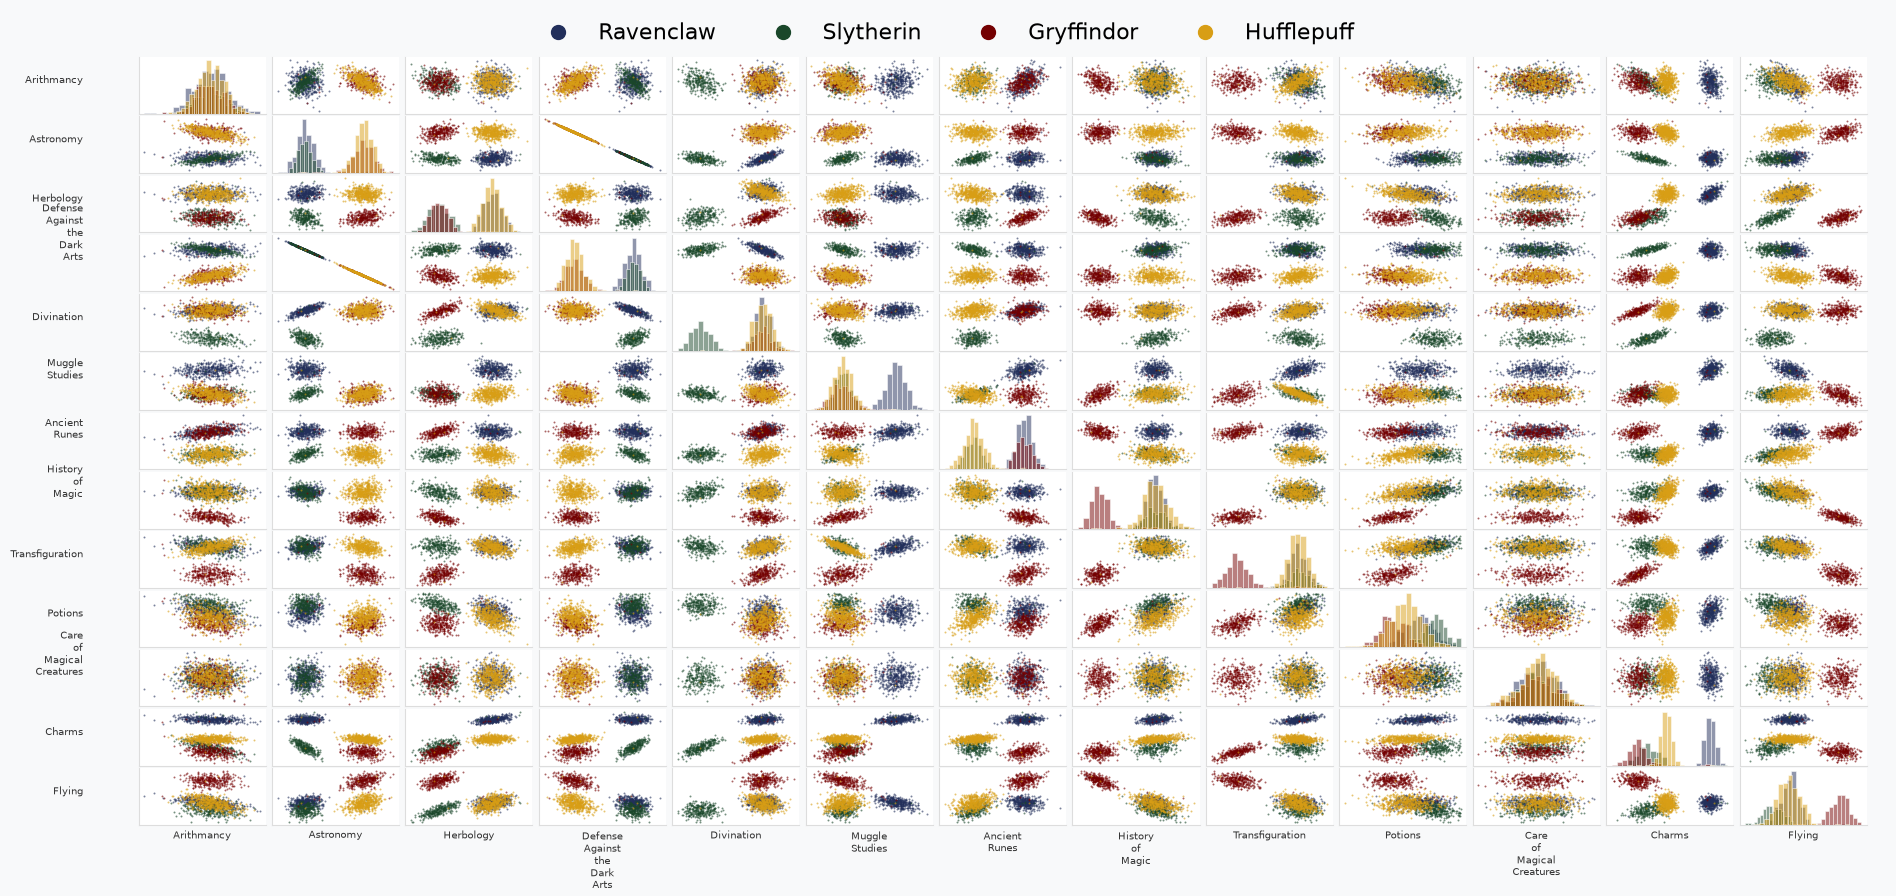 Ravenclaw Slytherin Gryffindor Hufflepuff
Arithmancy
Astronomy
Herbology
Defense
Against
the
Dark
Arts
Divination
Muggle
Studies
Ancient
Runes
History
of
Magic
Transfiguration
Potions
Care
of
Magical
Creatures
Charms
Flying
Arithmancy
Astronomy
Herbology
Defense
Against
the
Dark
Arts
Divination
Muggle
Studies
Ancient
Runes
History
of
Magic
Transfiguration
Potions
Care
of
Magical
Creatures
Charms
Flying